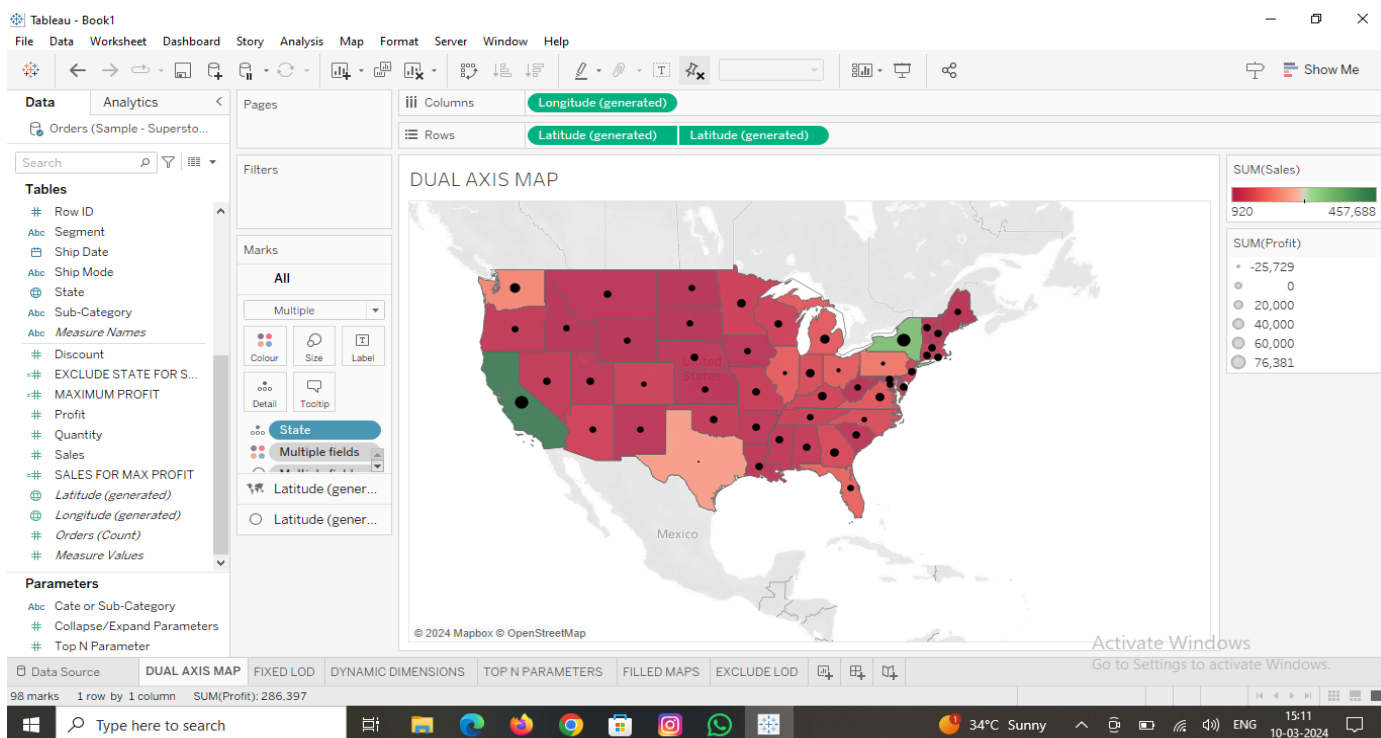 Tableau - Book1
File Data Worksheet Dashboard Story Analysis Map Format Server Window Help
Show Me
Data Analytics
Orders (Sample - Supersto...
Search
Tables
# Row ID
Abc Segment
Ship Date
Abc Ship Mode
State
Abc Sub-Category
Abc Measure Names
# Discount
=# EXCLUDE STATE FOR S...
=# MAXIMUM PROFIT
# Profit
# Quantity
# Sales
=# SALES FOR MAX PROFIT
Latitude (generated)
Longitude (generated)
# Orders (Count)
# Measure Values
Parameters
Abc Cate or Sub-Category
# Collapse/Expand Parameters
# Top N Parameter
Pages
Filters
Marks
All
Multiple
Colour Size Label
Detail Tooltip
State
Multiple fields
Latitude (gener...
Latitude (gener...
Columns Longitude (generated)
Rows Latitude (generated) Latitude (generated)
DUAL AXIS MAP
United
States
Mexico
© 2024 Mapbox © OpenStreetMap
SUM(Sales)
920 457,688
SUM(Profit)
-25,729
0
20,000
40,000
60,000
76,381
Activate Windows
Go to Settings to activate Windows.
Data Source DUAL AXIS MAP FIXED LOD DYNAMIC DIMENSIONS TOP N PARAMETERS FILLED MAPS EXCLUDE LOD
98 marks 1 row by 1 column SUM(Profit): 286,397
Type here to search
1
34°C Sunny
ENG
15:11
10-03-2024